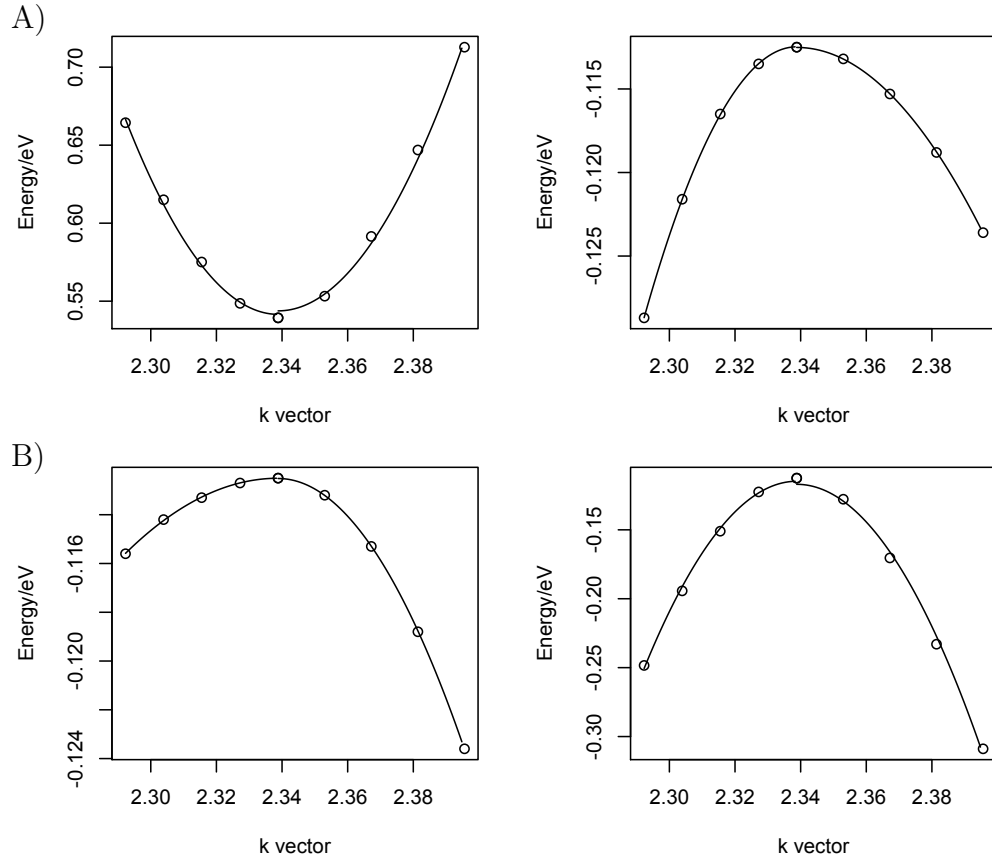 A)
Energy/eV
0.55 0.60 0.65 0.70
2.30 2.32 2.34 2.36 2.38
k vector
Energy/eV
-0.125 -0.120 -0.115
2.30 2.32 2.34 2.36 2.38
k vector
B)
Energy/eV
-0.124 -0.120 -0.116
2.30 2.32 2.34 2.36 2.38
k vector
Energy/eV
-0.30 -0.25 -0.20 -0.15
2.30 2.32 2.34 2.36 2.38
k vector